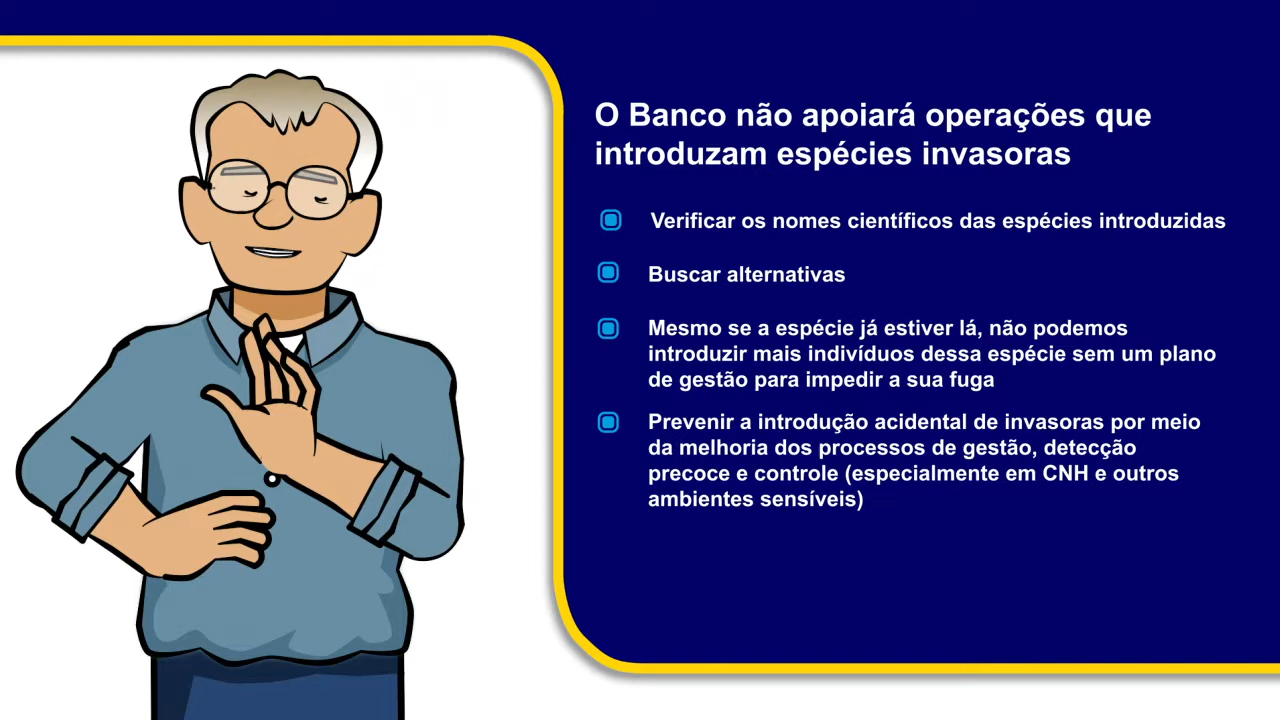 O Banco não apoiará operações que
introduzam espécies invasoras
Verificar os nomes científicos das espécies introduzidas
Buscar alternativas
Mesmo se a espécie já estiver lá, não podemos
introduzir mais indivíduos dessa espécie sem um plano
de gestão para impedir a sua fuga
Prevenir a introdução acidental de invasoras por meio
da melhoria dos processos de gestão, detecção
precoce e controle (especialmente em CNH e outros
ambientes sensíveis)